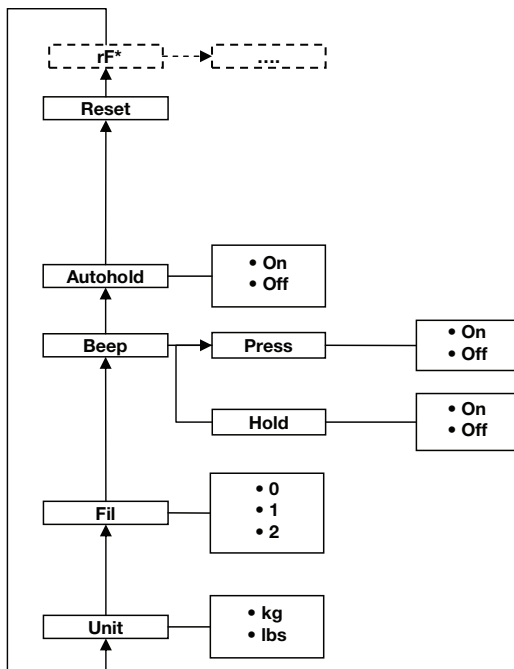 rF*
....
Reset
Autohold
• On
• Off
Beep
Press
• On
• Off
Hold
• On
• Off
Fil
• 0
• 1
• 2
Unit
• kg
• lbs